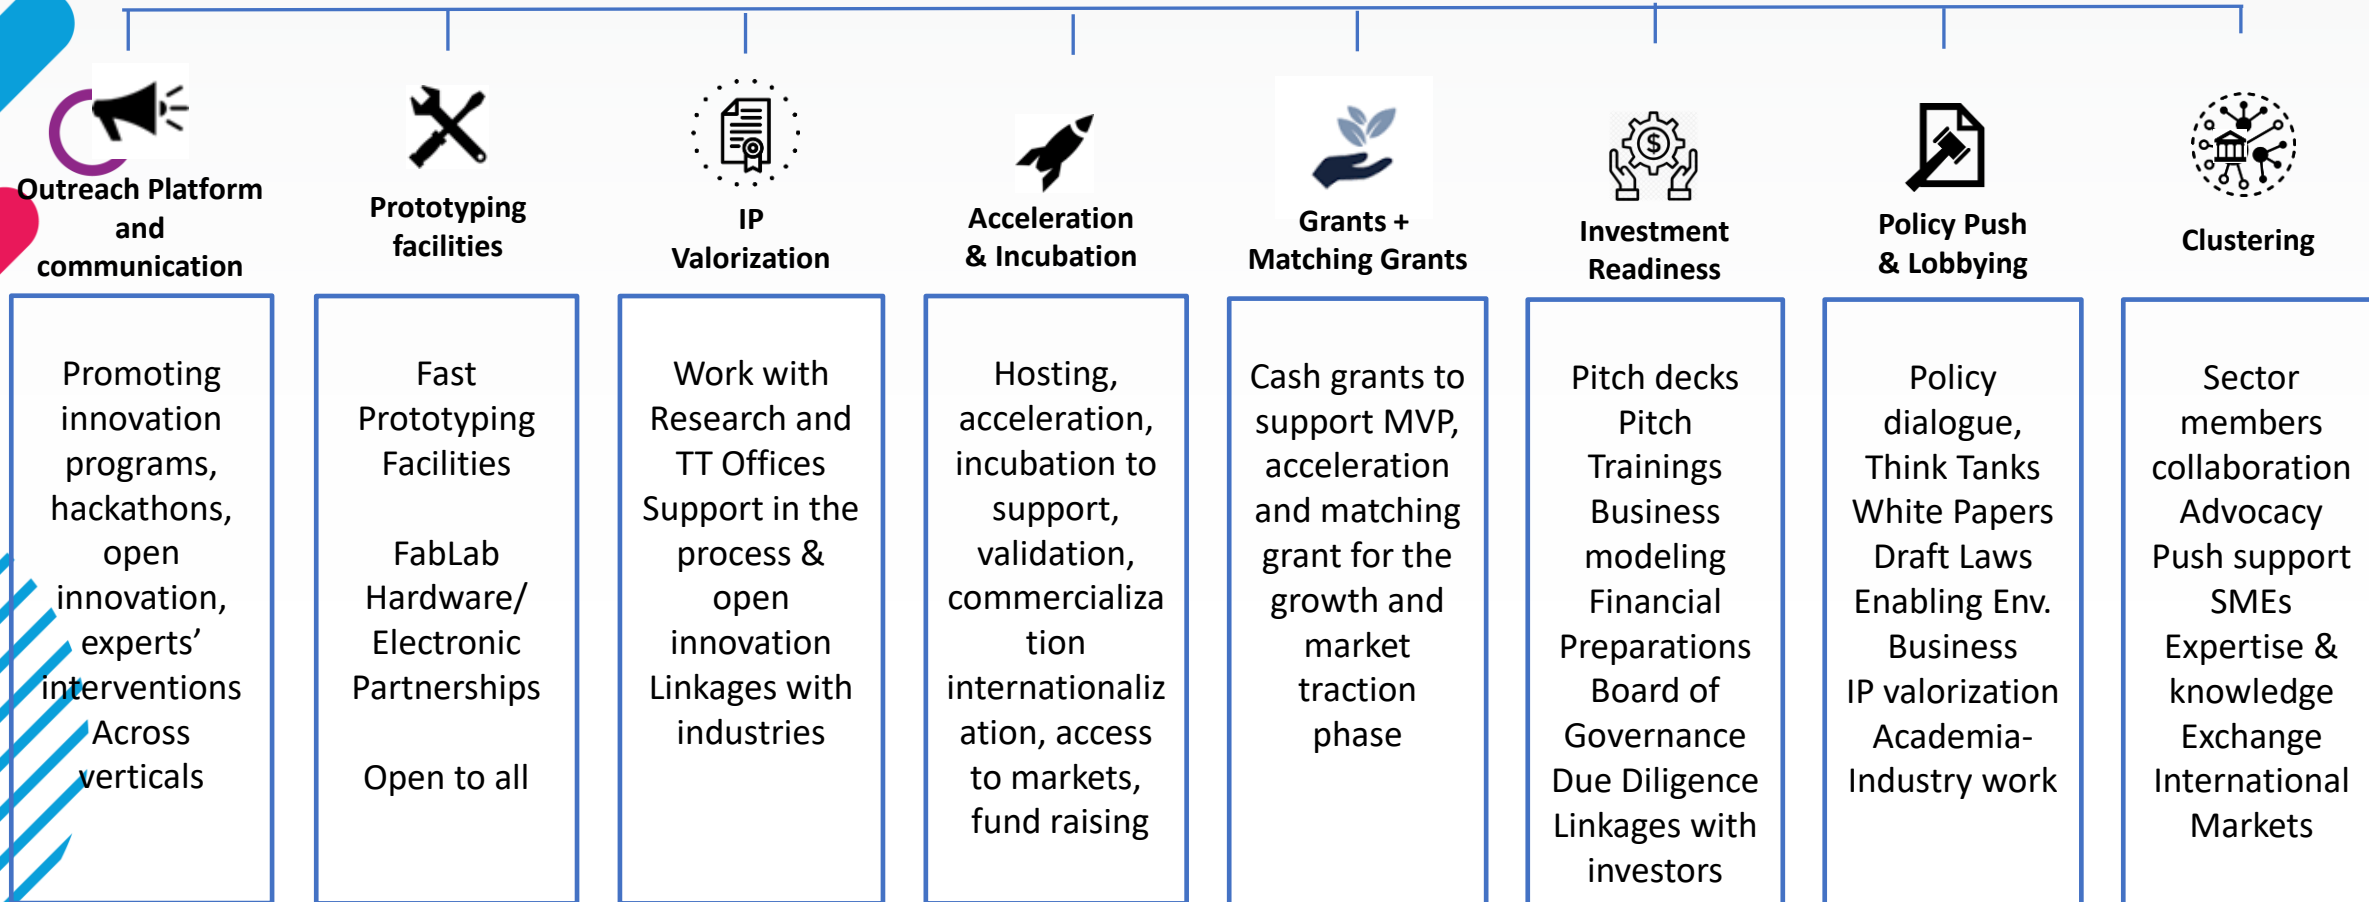 Outreach Platform
and
communication
Promoting
innovation
programs,
hackathons,
open
innovation,
experts’
interventions
Across
verticals
Prototyping
facilities
Fast
Prototyping
Facilities
FabLab
Hardware/
Electronic
Partnerships
Open to all
IP
Valorization
Work with
Research and
TT Offices
Support in the
process &
open
innovation
Linkages with
industries
Acceleration
& Incubation
Hosting,
acceleration,
incubation to
support,
validation,
commercializa
tion
internationaliz
ation, access
to markets,
fund raising
Grants +
Matching Grants
Cash grants to
support MVP,
acceleration
and matching
grant for the
growth and
market
traction
phase
Investment
Readiness
$
Pitch decks
Pitch
Trainings
Business
modeling
Financial
Preparations
Board of
Governance
Due Diligence
Linkages with
investors
Policy Push
& Lobbying
Policy
dialogue,
Think Tanks
White Papers
Draft Laws
Enabling Env.
Business
IP valorization
Academia-
Industry work
Clustering
Sector
members
collaboration
Advocacy
Push support
SMEs
Expertise &
knowledge
Exchange
International
Markets